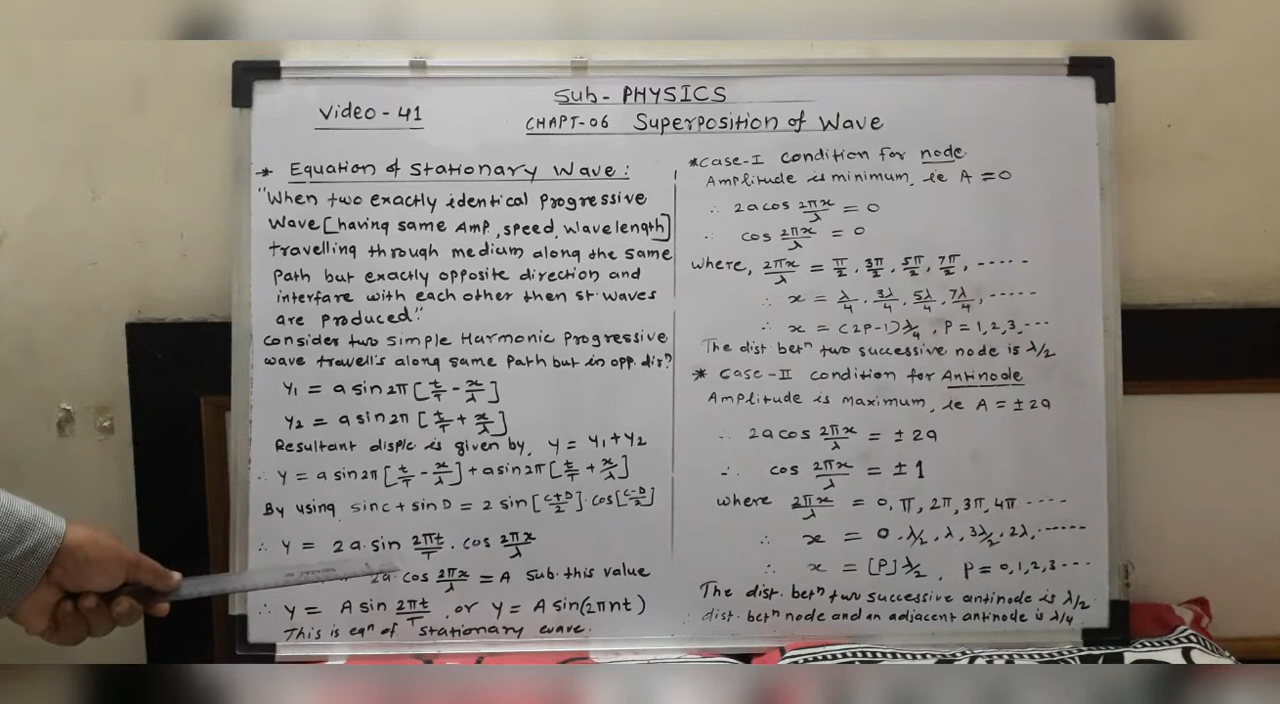 Sub- PHYSICS
Video - 41
CHAPT-06 Superposition of Wave
* Equation of Stationary Wave:
"When two exactly identical Progressive
Wave [having same Amp, speed, wavelength]
travelling through medium along the same
Path but exactly opposite direction and
interfare with each other then st. waves
are Produced."
consider two Simple Harmonic Progressive
wave travell's along same Path but in opp. dir?
Y₁ = a sin 2π [t/T - x/λ]
Y₂ = a sin 2π [t/T + x/λ]
Resultant displc is given by, Y = Y₁ + Y₂
∴ Y = a sin 2π [t/T - x/λ] + a sin 2π [t/T + x/λ]
By using sin C + sin D = 2 sin [C+D/2] · cos [C-D/2]
∴ Y = 2a · sin 2πt/T · cos 2πx/λ
2a · cos 2πx/λ = A Sub. this value
∴ Y = A sin 2πt/T or Y = A sin(2πnt)
This is eqⁿ of stationary wave.
*Case-I condition for node
Amplitude is minimum, ie A = 0
∴ 2a cos 2πx/λ = 0
∴ cos 2πx/λ = 0
where, 2πx/λ = π/2, 3π/2, 5π/2, 7π/2, -----
∴ x = λ/4, 3λ/4, 5λ/4, 7λ/4, -----
∴ x = (2P-1)λ/4, P = 1,2,3,---
The dist. betⁿ two successive node is λ/2
* Case-II condition for Antinode
Amplitude is Maximum, ie A = ±2a
∴ 2a cos 2πx/λ = ±2a
∴ cos 2πx/λ = ±1
where 2πx/λ = 0, π, 2π, 3π, 4π ----
∴ x = 0, λ/2, λ, 3λ/2, 2λ, -----
∴ x = [P] λ/2, P = 0,1,2,3---
The dist. betⁿ two successive antinode is λ/2
dist. betⁿ node and an adjacent antinode is λ/4.